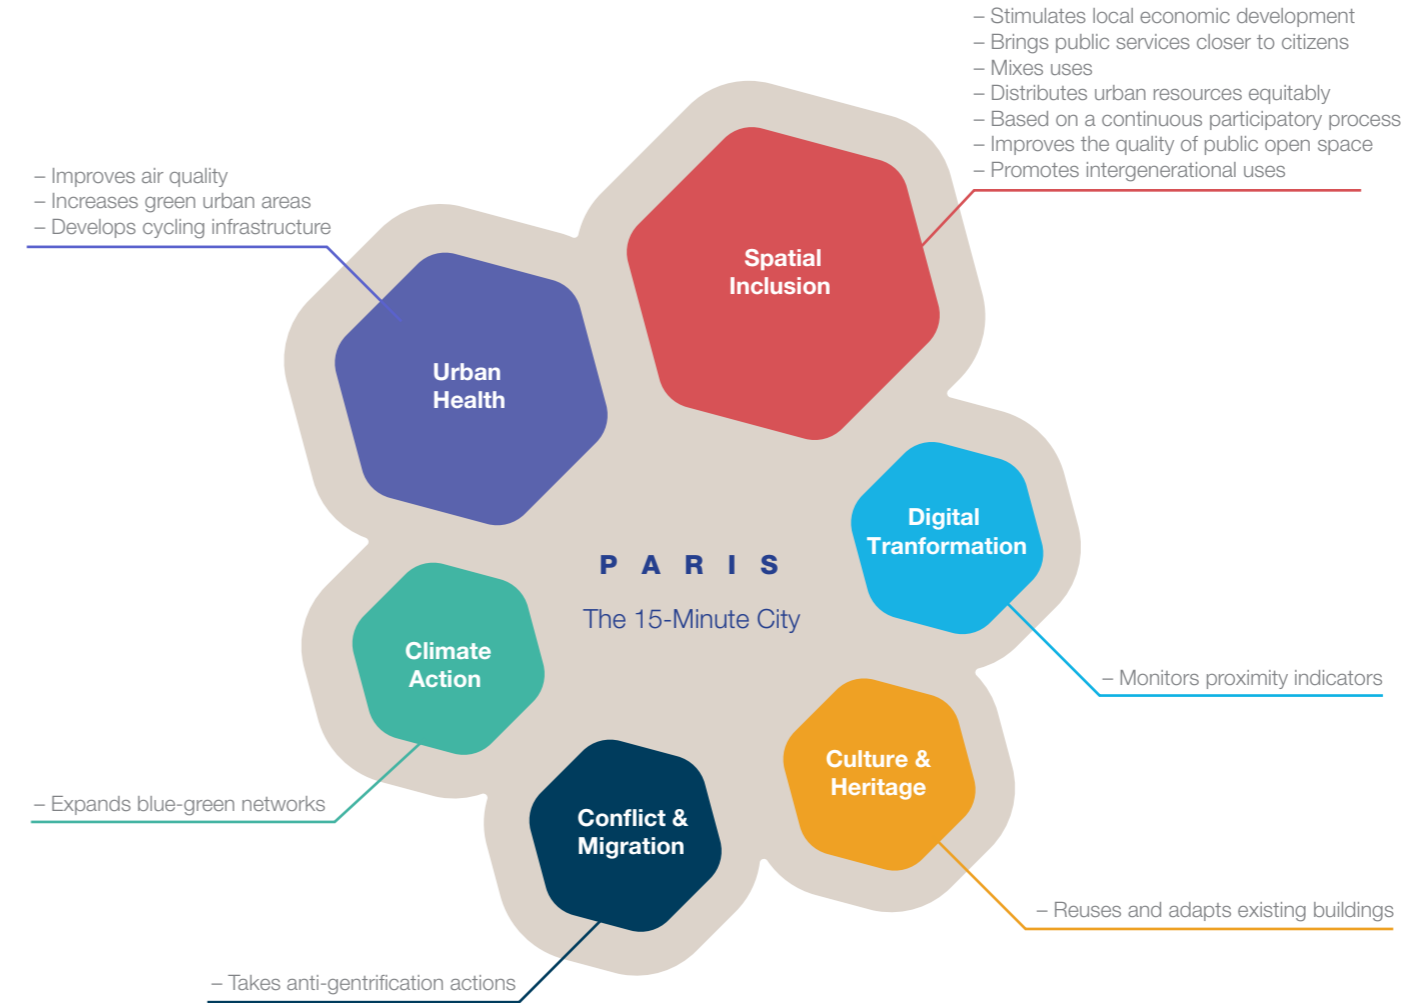 – Stimulates local economic development
– Brings public services closer to citizens
– Mixes uses
– Distributes urban resources equitably
– Based on a continuous participatory process
– Improves the quality of public open space
– Promotes intergenerational uses
– Improves air quality
– Increases green urban areas
– Develops cycling infrastructure
Spatial
Inclusion
Urban
Health
Digital
Tranformation
PARIS
The 15-Minute City
Climate
Action
– Monitors proximity indicators
Culture &
Heritage
– Expands blue-green networks
Conflict &
Migration
– Reuses and adapts existing buildings
– Takes anti-gentrification actions